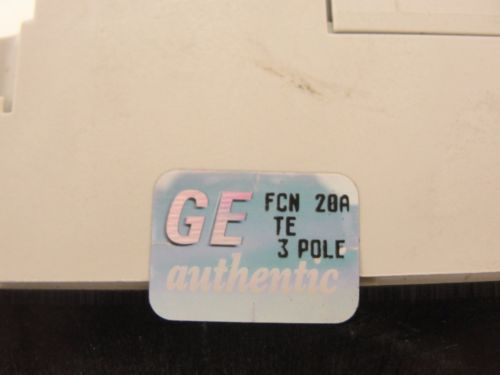 GE FCN 20A
TE
3 POLE
authentic